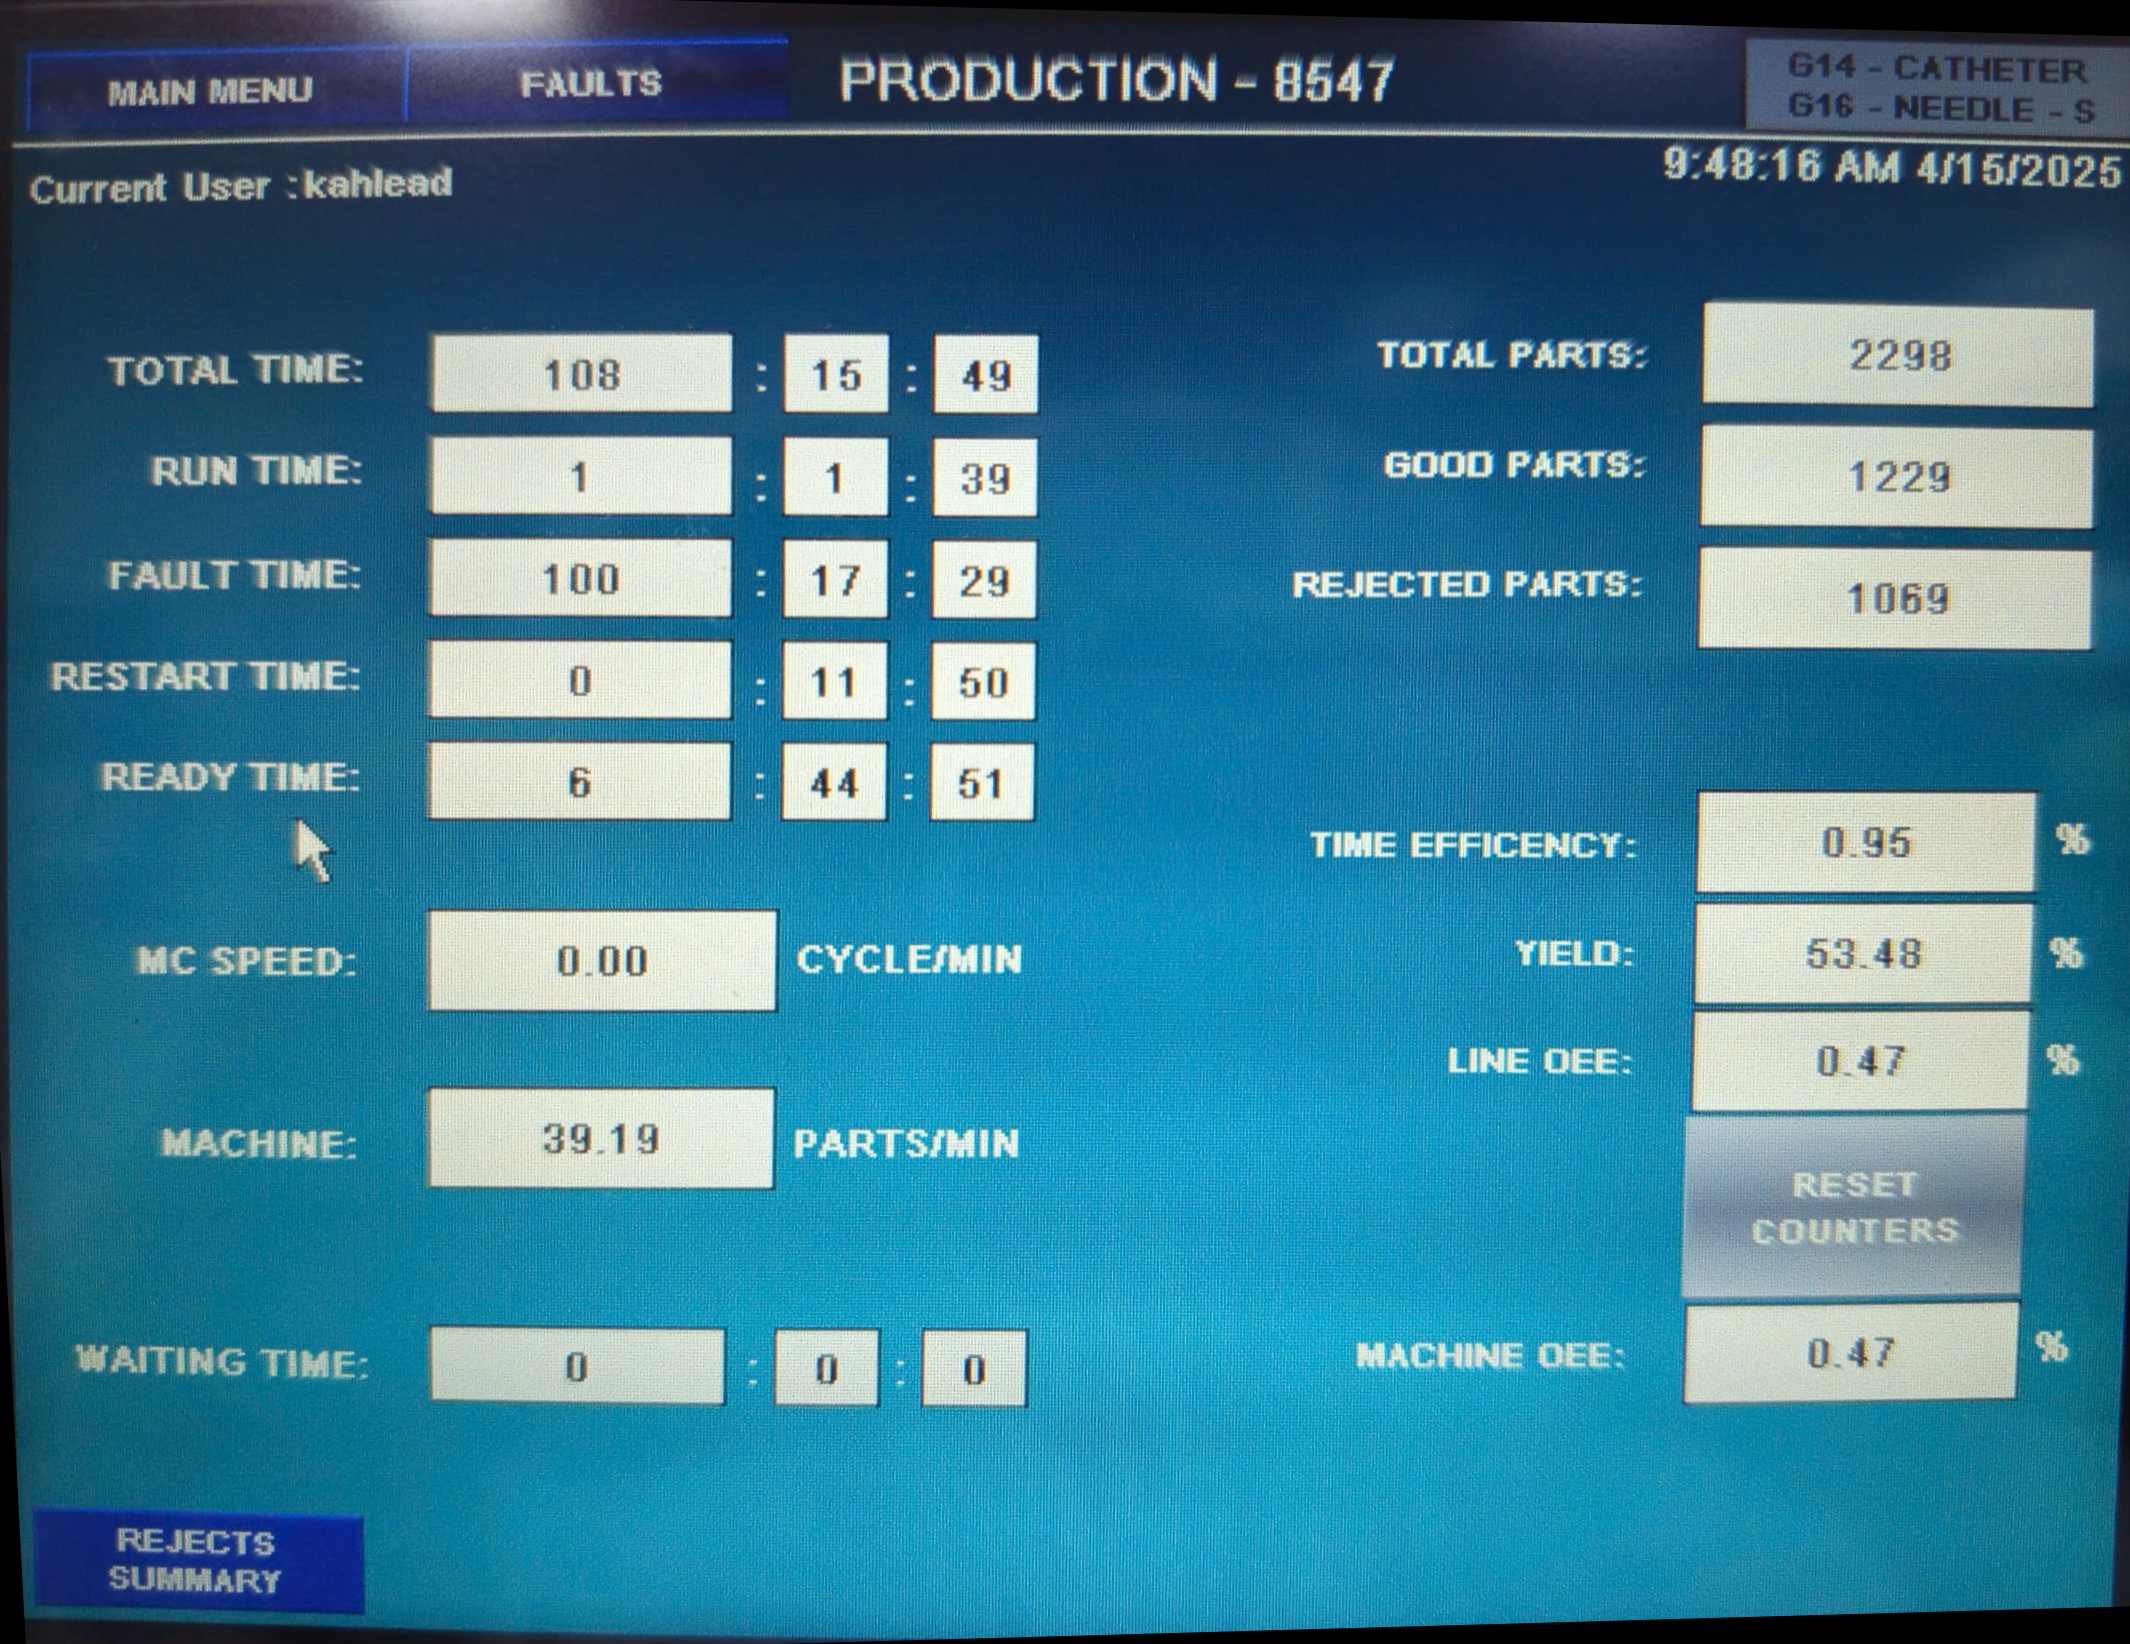 MAIN MENU
FAULTS
PRODUCTION - 8547
G14 - CATHETER
G16 - NEEDLE - S
9:48:16 AM 4/15/2025
Current User :kahlead
TOTAL TIME: 108 : 15 : 49
RUN TIME: 1 : 1 : 39
FAULT TIME: 100 : 17 : 29
RESTART TIME: 0 : 11 : 50
READY TIME: 6 : 44 : 51
MC SPEED: 0.00 CYCLE/MIN
MACHINE: 39.19 PARTS/MIN
WAITING TIME: 0 : 0 : 0
REJECTS
SUMMARY
TOTAL PARTS: 2298
GOOD PARTS: 1229
REJECTED PARTS: 1069
TIME EFFICENCY: 0.95 %
YIELD: 53.48 %
LINE OEE: 0.47 %
RESET
COUNTERS
MACHINE OEE: 0.47 %